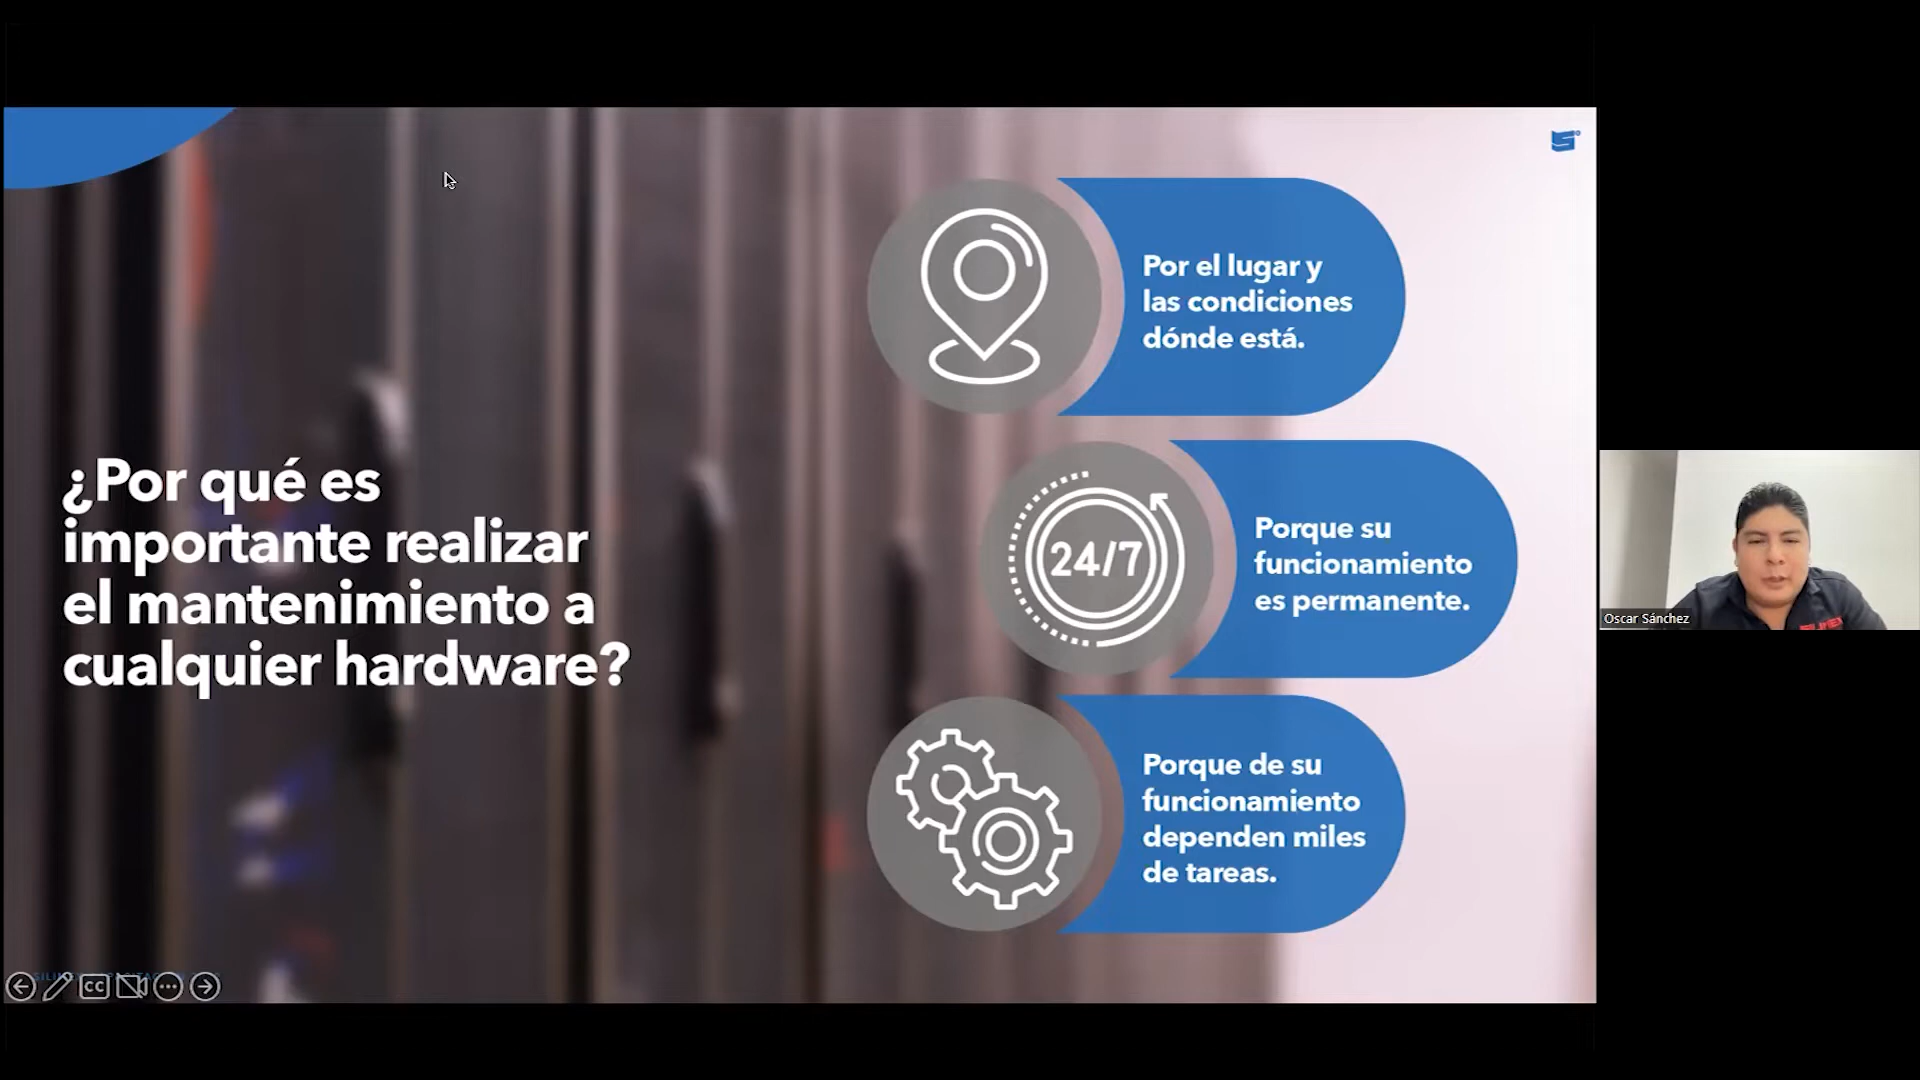 ¿Por qué es
importante realizar
el mantenimiento a
cualquier hardware?
Por el lugar y
las condiciones
dónde está.
24/7
Porque su
funcionamiento
es permanente.
Porque de su
funcionamiento
dependen miles
de tareas.
CC
Oscar Sánchez